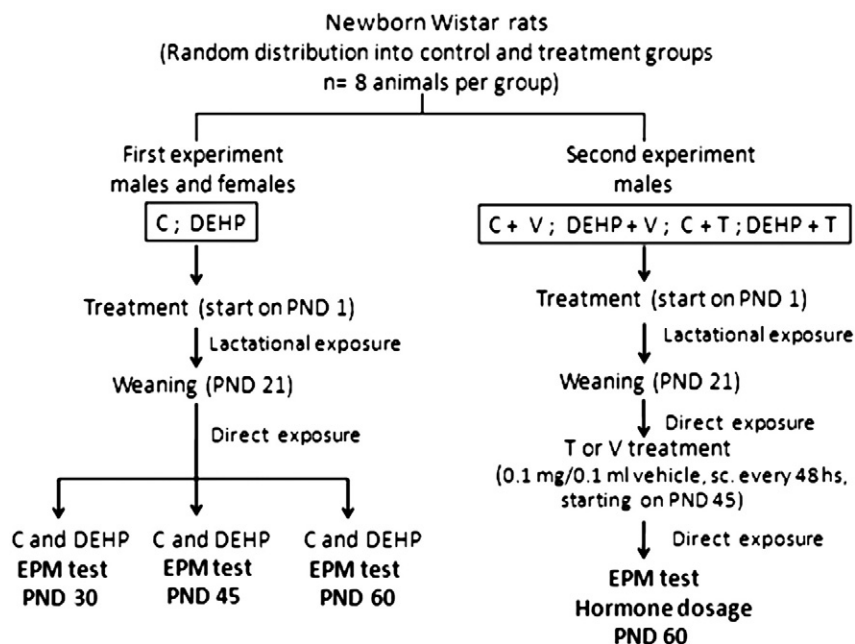 Newborn Wistar rats
(Random distribution into control and treatment groups
n= 8 animals per group)
First experiment
males and females
C ; DEHP
Treatment (start on PND 1)
Lactational exposure
Weaning (PND 21)
Direct exposure
C and DEHP
EPM test
PND 30
C and DEHP
EPM test
PND 45
C and DEHP
EPM test
PND 60
Second experiment
males
C + V ; DEHP + V ; C + T ; DEHP + T
Treatment (start on PND 1)
Lactational exposure
Weaning (PND 21)
Direct exposure
T or V treatment
(0.1 mg/0.1 ml vehicle, sc. every 48 hs,
starting on PND 45)
Direct exposure
EPM test
Hormone dosage
PND 60